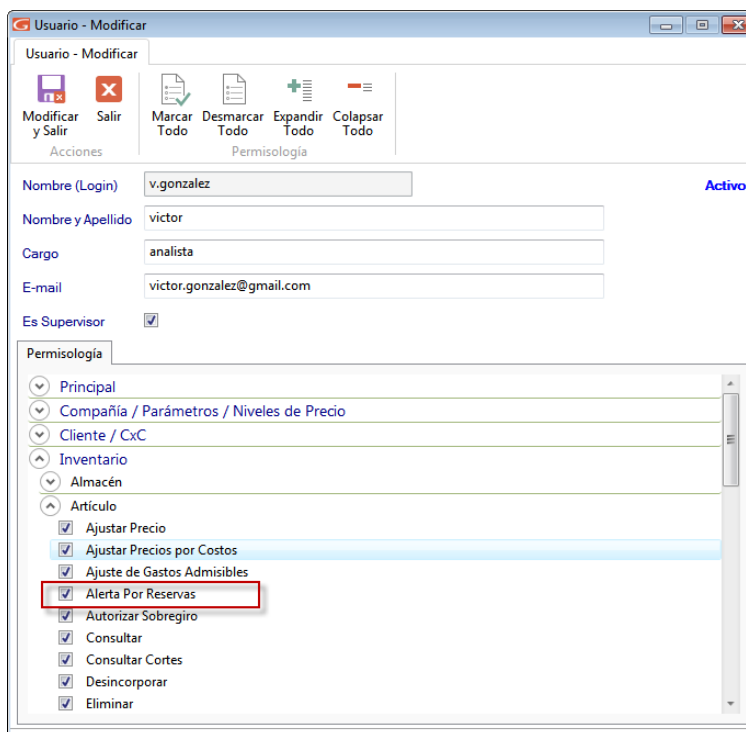 G Usuario - Modificar
Usuario - Modificar
Modificar y Salir
Salir
Marcar Todo
Desmarcar Todo
Expandir Todo
Colapsar Todo
Acciones
Permisología
Nombre (Login) v.gonzalez Activo
Nombre y Apellido victor
Cargo analista
E-mail victor.gonzalez@gmail.com
Es Supervisor
Permisología
Principal
Compañía / Parámetros / Niveles de Precio
Cliente / CxC
Inventario
Almacén
Artículo
Ajustar Precio
Ajustar Precios por Costos
Ajuste de Gastos Admisibles
Alerta Por Reservas
Autorizar Sobregiro
Consultar
Consultar Cortes
Desincorporar
Eliminar